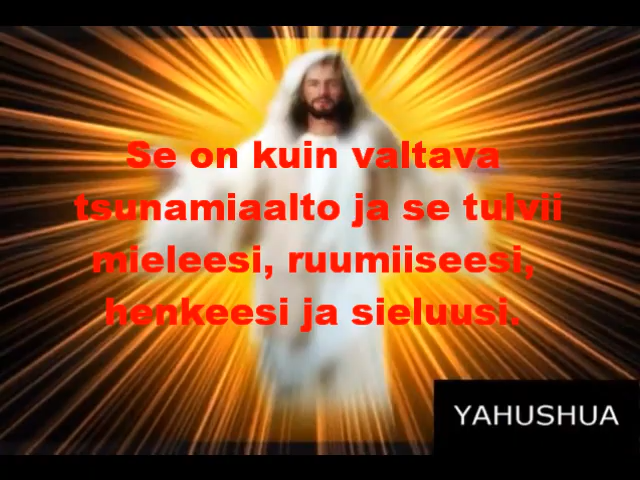 Se on kuin valtava
tsunamiaalto ja se tulvii
mieleesi, ruumiiseesi,
henkeesi ja sieluusi.
YAHUSHUA